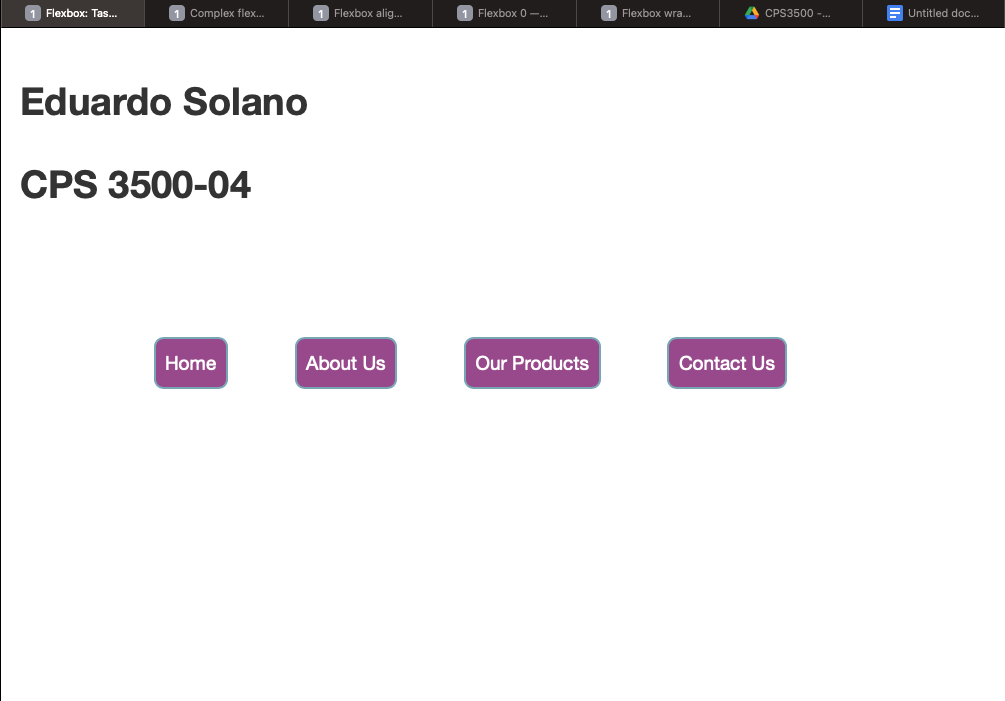 1 Flexbox: Tas... 1 Complex flex... 1 Flexbox alig... 1 Flexbox 0 —... 1 Flexbox wra... CPS3500 -... Untitled doc...
Eduardo Solano
CPS 3500-04
Home About Us Our Products Contact Us